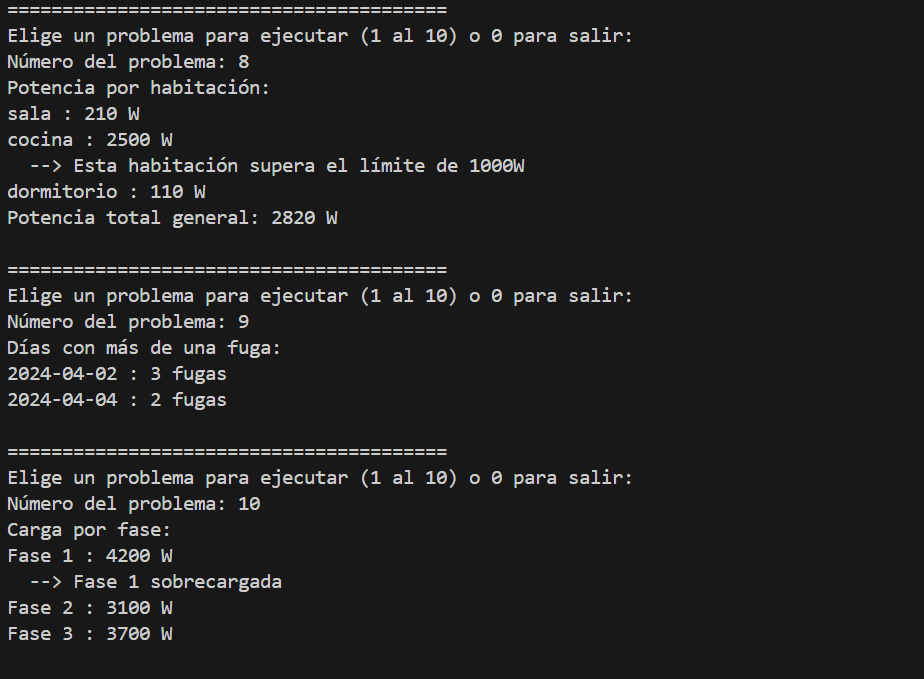 ========================================
Elige un problema para ejecutar (1 al 10) o 0 para salir:
Número del problema: 8
Potencia por habitación:
sala : 210 W
cocina : 2500 W
  --> Esta habitación supera el límite de 1000W
dormitorio : 110 W
Potencia total general: 2820 W

========================================
Elige un problema para ejecutar (1 al 10) o 0 para salir:
Número del problema: 9
Días con más de una fuga:
2024-04-02 : 3 fugas
2024-04-04 : 2 fugas

========================================
Elige un problema para ejecutar (1 al 10) o 0 para salir:
Número del problema: 10
Carga por fase:
Fase 1 : 4200 W
  --> Fase 1 sobrecargada
Fase 2 : 3100 W
Fase 3 : 3700 W